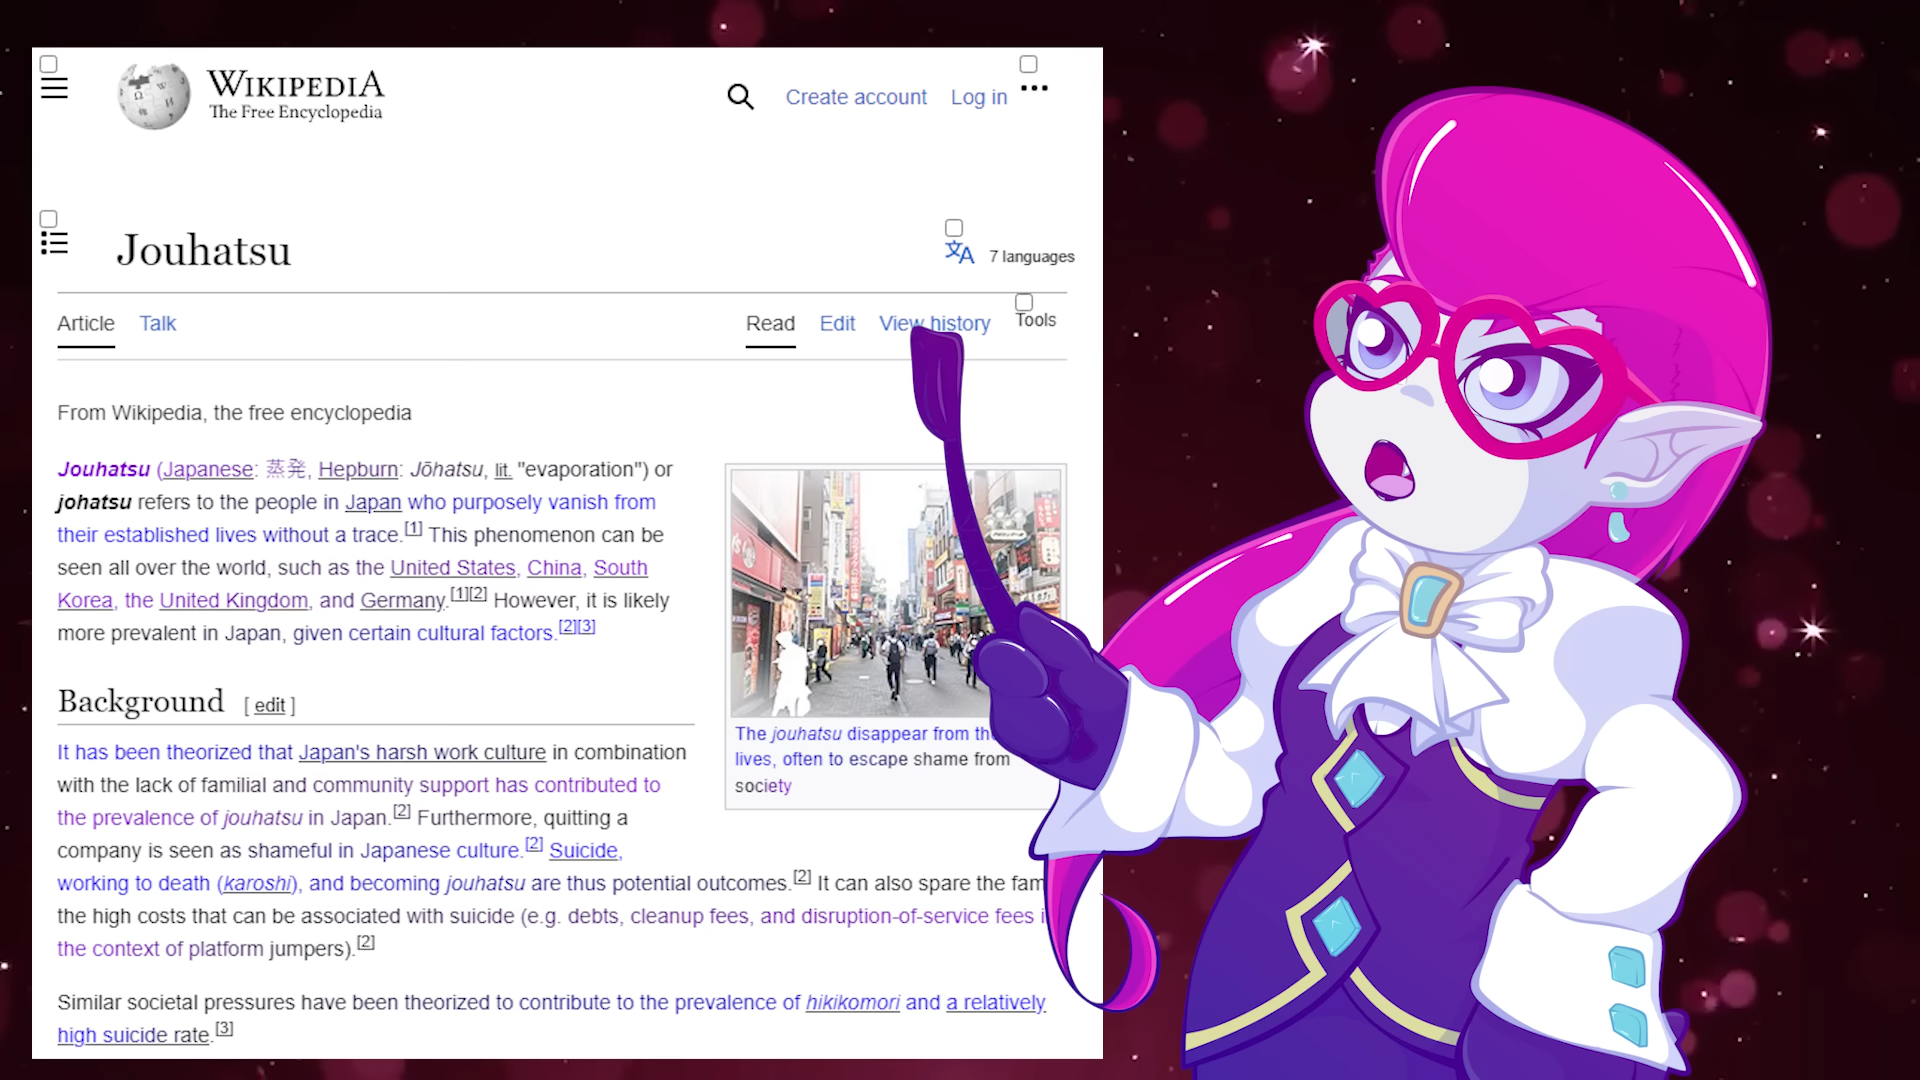 WIKIPEDIA
The Free Encyclopedia
Create account
Log in
Jouhatsu
7 languages
Article
Talk
Read
Edit
View history
Tools
From Wikipedia, the free encyclopedia
Jouhatsu (Japanese: 蒸発, Hepburn: Jōhatsu, lit. "evaporation") or
johatsu refers to the people in Japan who purposely vanish from
their established lives without a trace.[1] This phenomenon can be
seen all over the world, such as the United States, China, South
Korea, the United Kingdom, and Germany.[1][2] However, it is likely
more prevalent in Japan, given certain cultural factors.[2][3]
The jouhatsu disappear from
lives, often to escape shame from
society
Background [ edit ]
It has been theorized that Japan's harsh work culture in combination
with the lack of familial and community support has contributed to
the prevalence of jouhatsu in Japan.[2] Furthermore, quitting a
company is seen as shameful in Japanese culture.[2] Suicide,
working to death (karoshi), and becoming jouhatsu are thus potential outcomes.[2] It can also spare the
the high costs that can be associated with suicide (e.g. debts, cleanup fees, and disruption-of-service fees
the context of platform jumpers).[2]
Similar societal pressures have been theorized to contribute to the prevalence of hikikomori and a relatively
high suicide rate.[3]